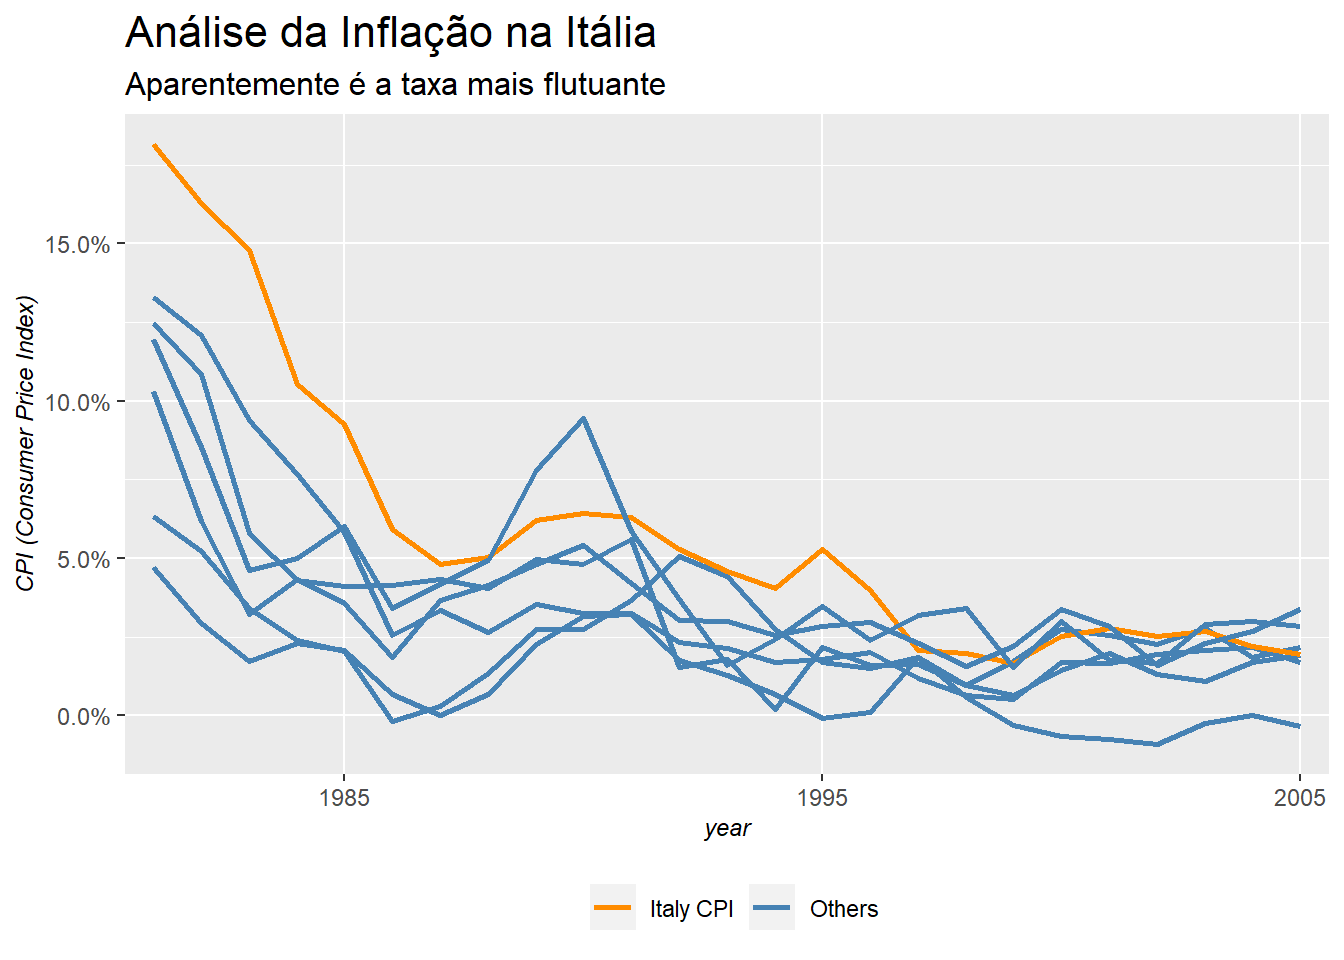 Análise da Inflação na Itália
Aparentemente é a taxa mais flutuante
CPI (Consumer Price Index)
15.0%
10.0%
5.0%
0.0%
1985 1995 2005
year
Italy CPI Others